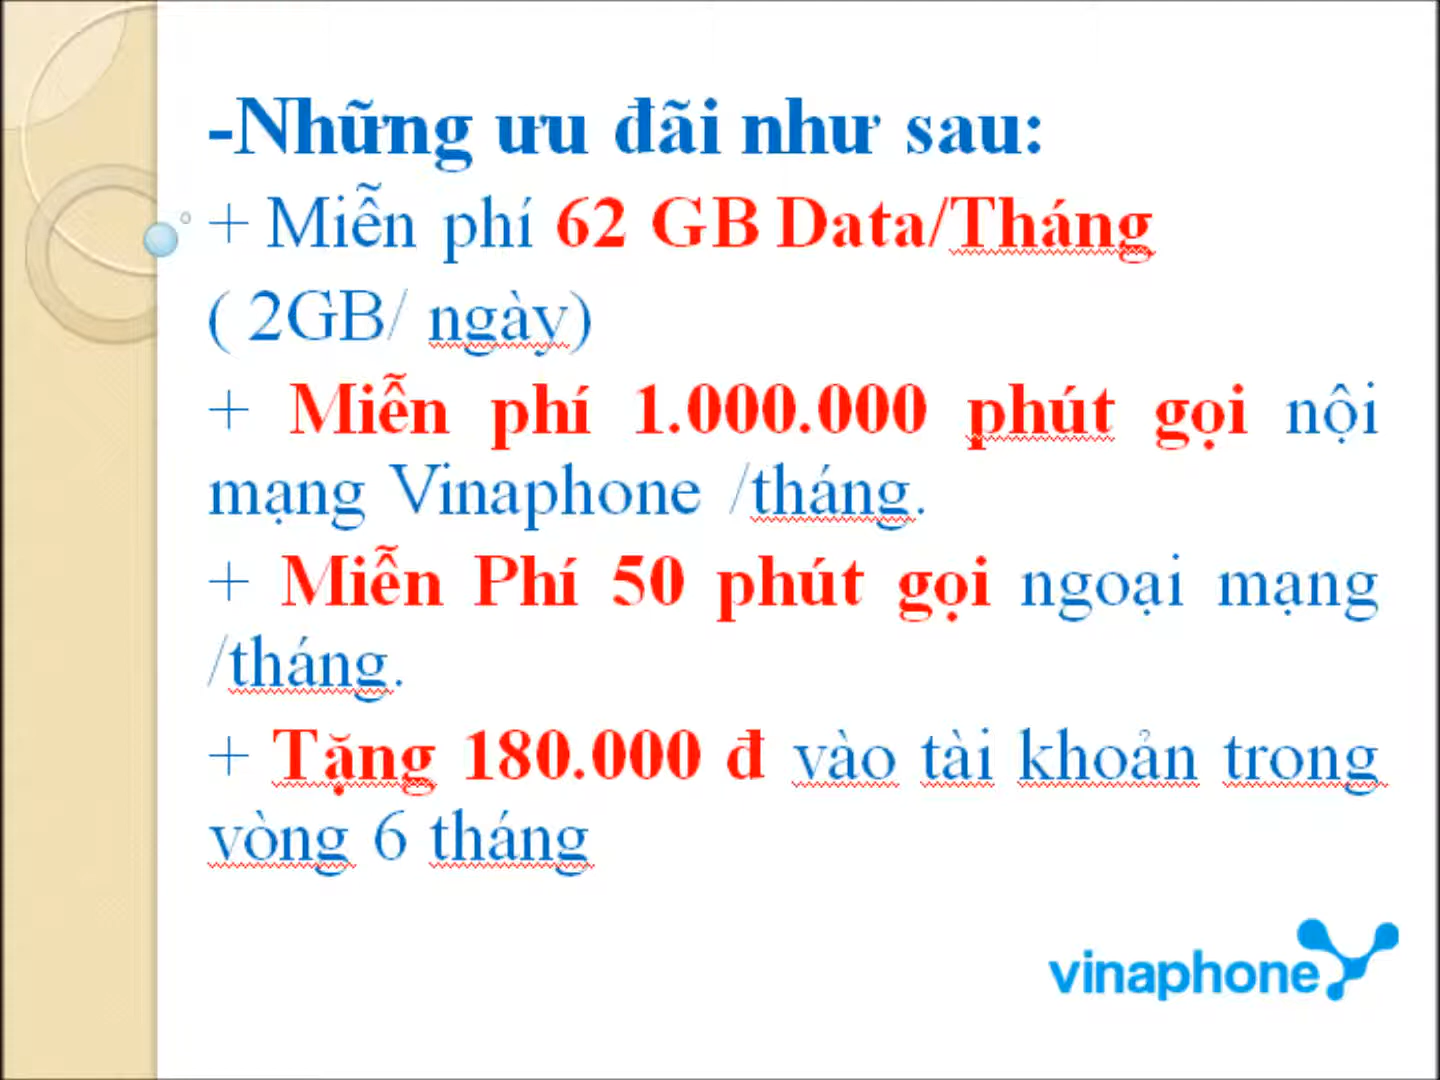 -Những ưu đãi như sau:
+ Miễn phí 62 GB Data/Tháng
( 2GB/ ngày)
+ Miễn phí 1.000.000 phút gọi nội
mạng Vinaphone /tháng.
+ Miễn Phí 50 phút gọi ngoại mạng
/tháng.
+ Tặng 180.000 đ vào tài khoản trong
vòng 6 tháng
vinaphone